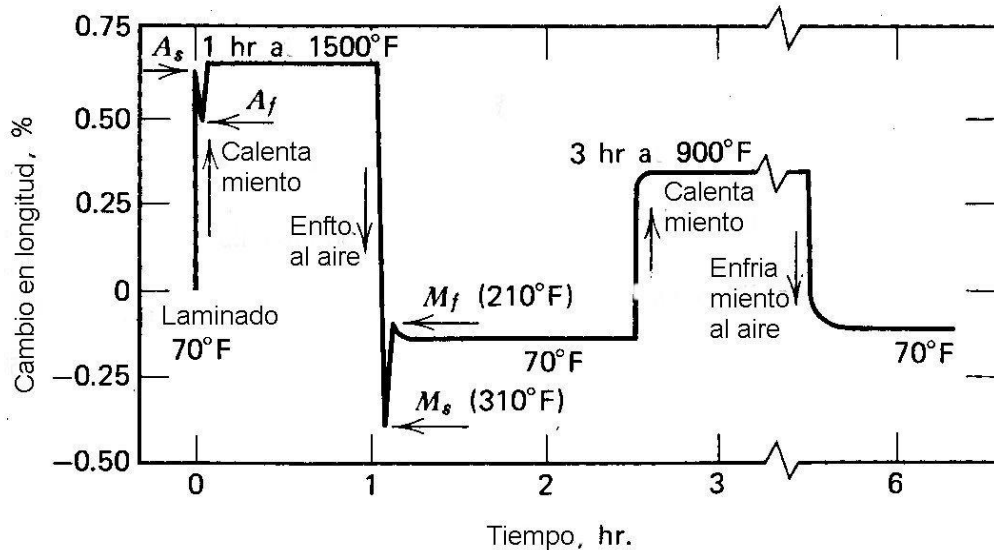 0.75
0.50
0.25
0
−0.25
−0.50
Cambio en longitud, %
A_s
1 hr a 1500°F
A_f
Calenta
miento
Laminado
70°F
Enfto.
al aire
M_f (210°F)
70°F
M_s (310°F)
3 hr a 900°F
Calenta
miento
Enfria
miento
al aire
70°F
0
1
2
3
6
Tiempo, hr.